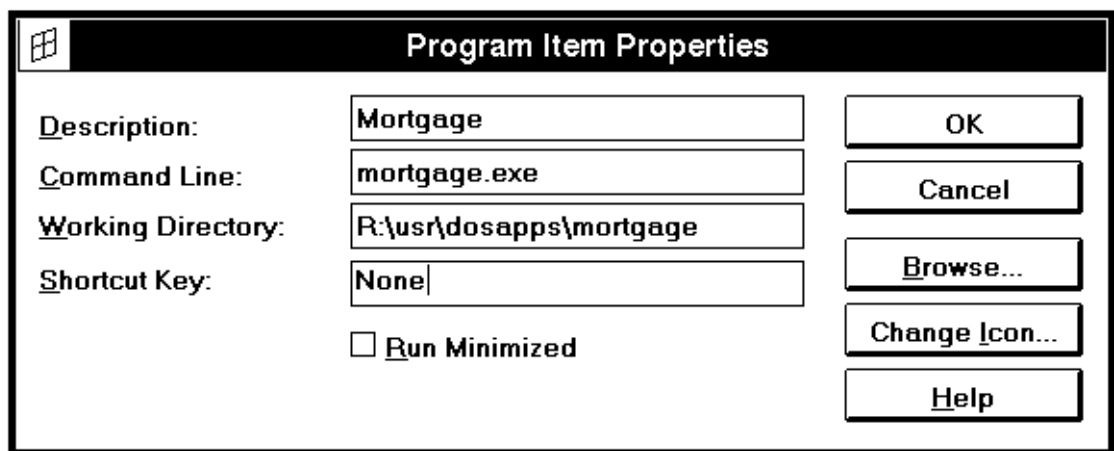 Program Item Properties
Description: Mortgage
Command Line: mortgage.exe
Working Directory: R:\usr\dosapps\mortgage
Shortcut Key: None
Run Minimized
OK
Cancel
Browse...
Change Icon...
Help